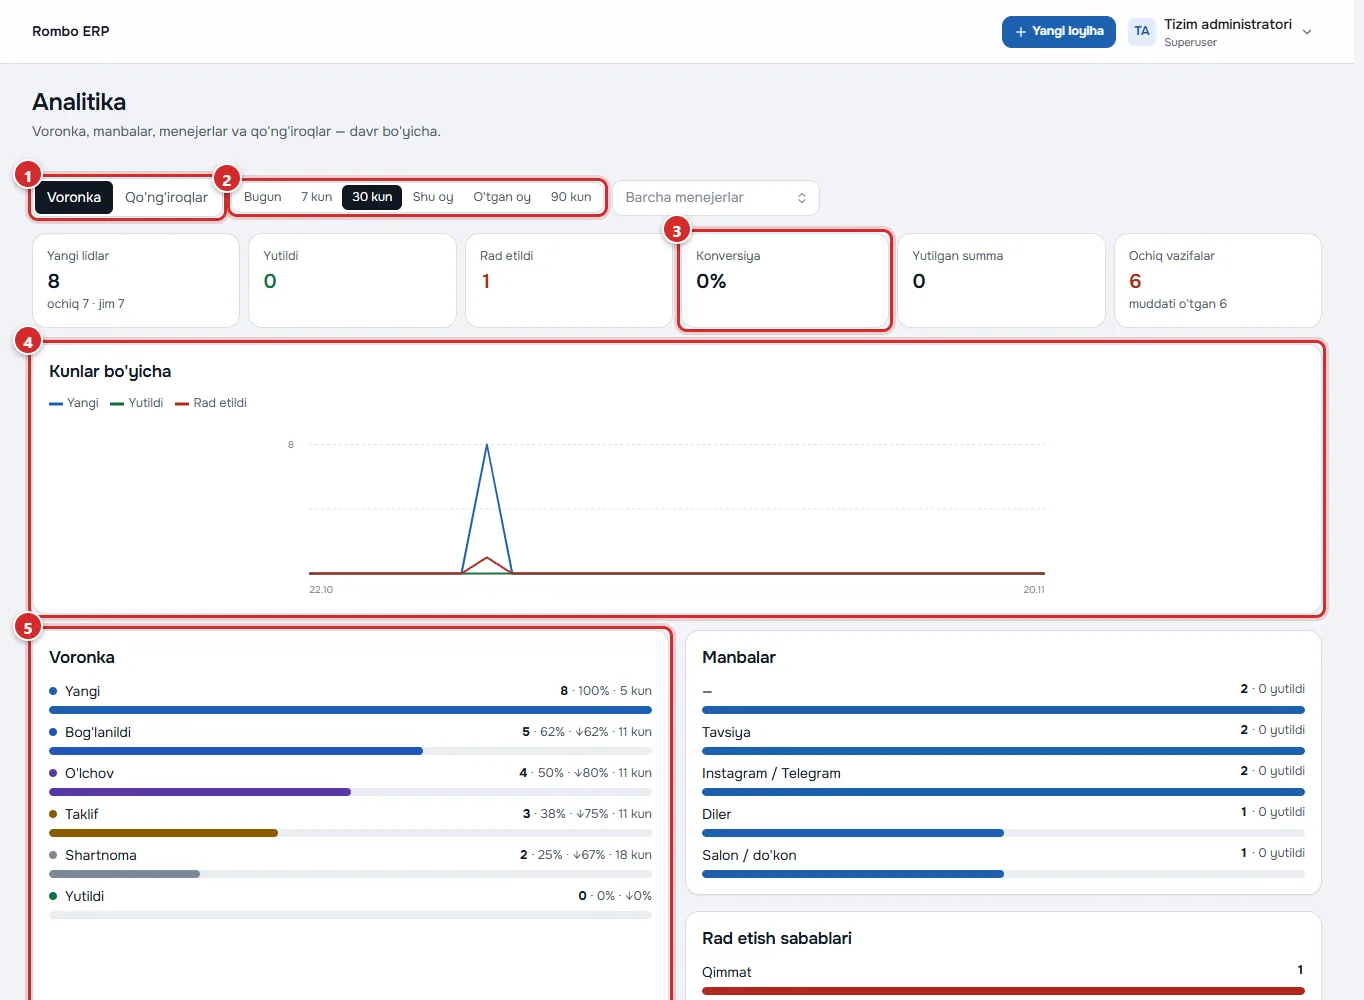 Rombo ERP
+ Yangi loyiha
TA
Tizim administratori
Superuser
Analitika
Voronka, manbalar, menejerlar va qo'ng'iroqlar — davr bo'yicha.
1
2
Voronka
Qo'ng'iroqlar
Bugun
7 kun
30 kun
Shu oy
O'tgan oy
90 kun
Barcha menejerlar
3
Yangi lidlar
8
ochiq 7 · jim 7
Yutildi
0
Rad etildi
1
Konversiya
0%
Yutilgan summa
0
Ochiq vazifalar
6
muddati o'tgan 6
4
Kunlar bo'yicha
Yangi
Yutildi
Rad etildi
8
22.10
20.11
5
Voronka
Yangi
8 · 100% · 5 kun
Bog'lanildi
5 · 62% · ↓62% · 11 kun
O'lchov
4 · 50% · ↓80% · 11 kun
Taklif
3 · 38% · ↓75% · 11 kun
Shartnoma
2 · 25% · ↓67% · 18 kun
Yutildi
0 · 0% · ↓0%
Manbalar
—
2 · 0 yutildi
Tavsiya
2 · 0 yutildi
Instagram / Telegram
2 · 0 yutildi
Diler
1 · 0 yutildi
Salon / do'kon
1 · 0 yutildi
Rad etish sabablari
Qimmat
1